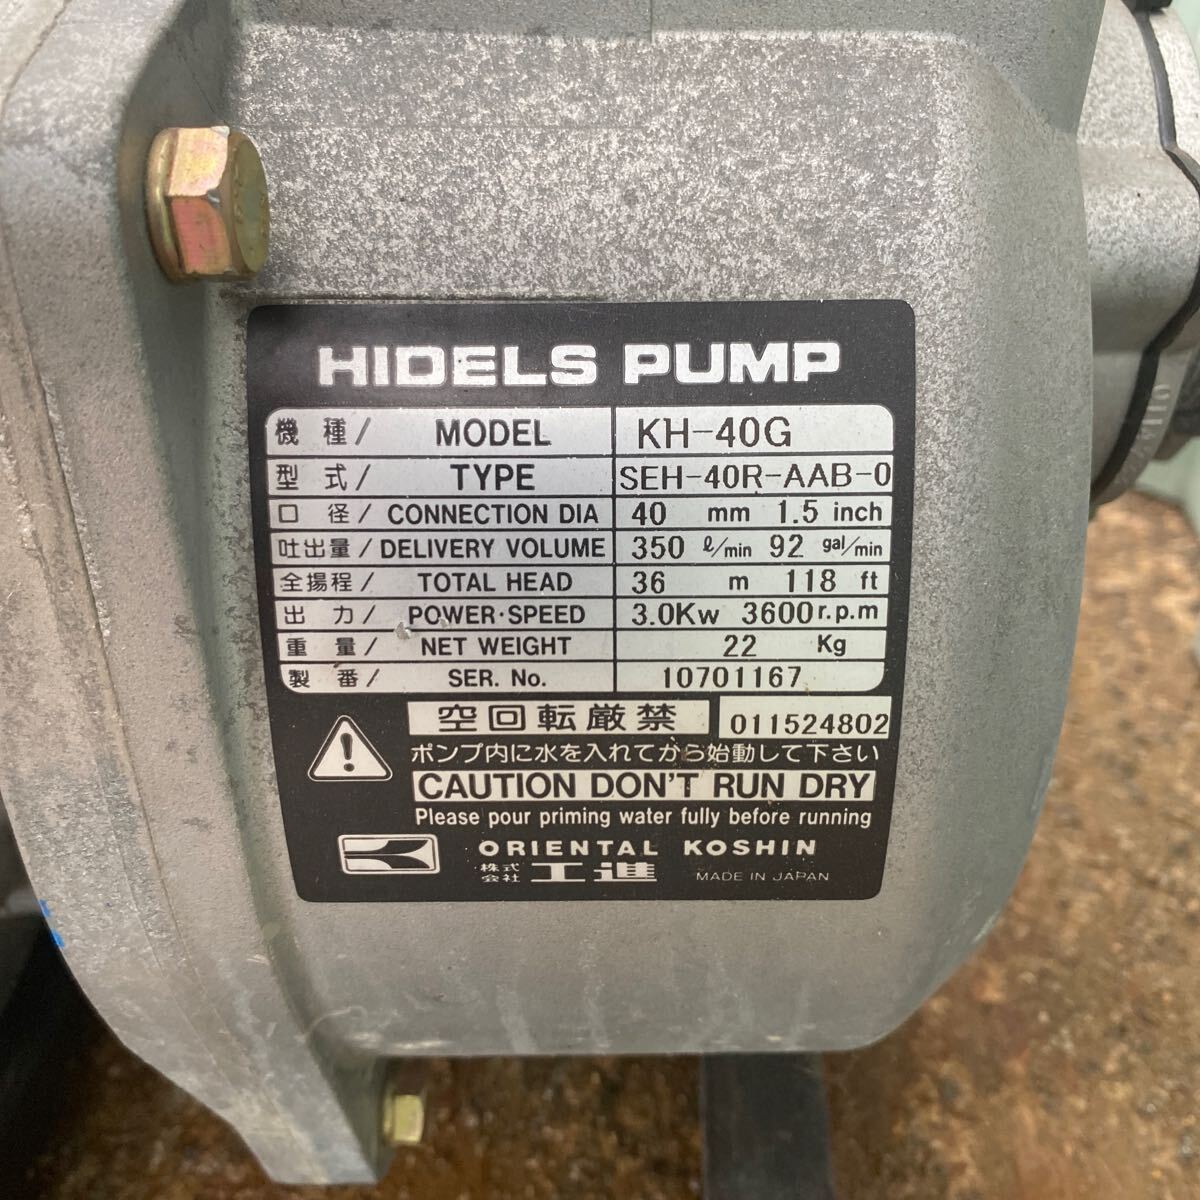 HIDELS PUMP
機種/ MODEL KH-40G
型式/ TYPE SEH-40R-AAB-0
口径/ CONNECTION DIA 40 mm 1.5 inch
吐出量/ DELIVERY VOLUME 350 ℓ/min 92 gal/min
全揚程/ TOTAL HEAD 36 m 118 ft
出力/ POWER·SPEED 3.0Kw 3600r.p.m
重量/ NET WEIGHT 22 Kg
製番/ SER. No. 10701167
空回転厳禁 011524802
ポンプ内に水を入れてから始動して下さい
CAUTION DON'T RUN DRY
Please pour priming water fully before running
ORIENTAL KOSHIN
株式会社 工進 MADE IN JAPAN